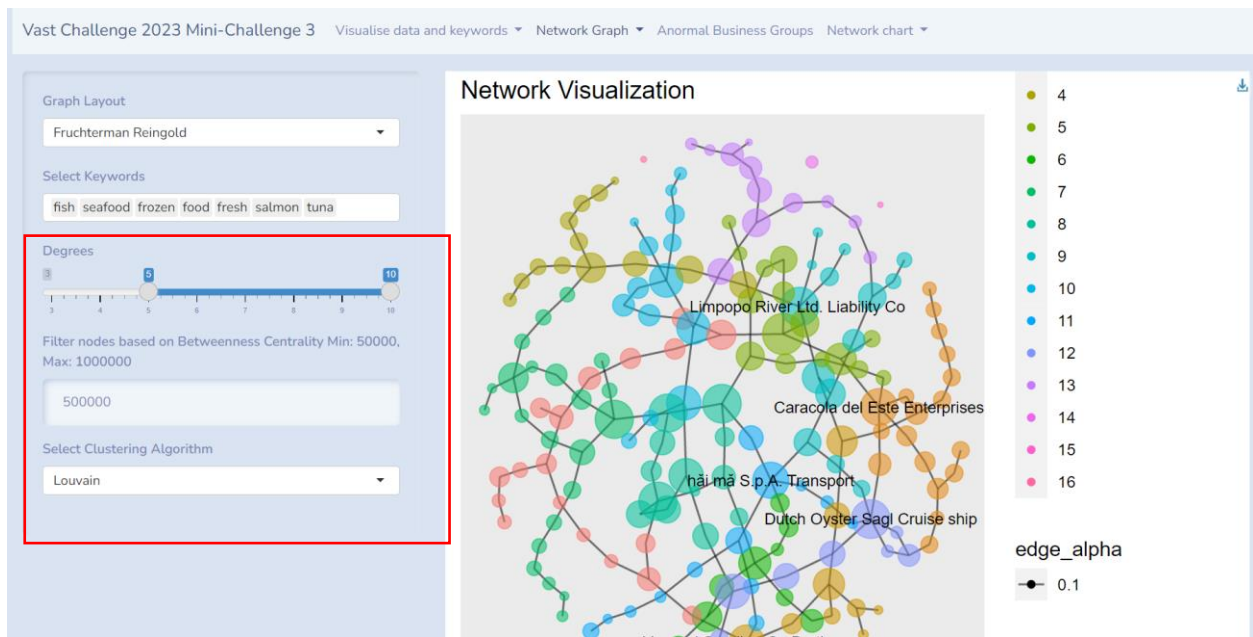 Vast Challenge 2023 Mini-Challenge 3 Visualise data and keywords Network Graph Anormal Business Groups Network chart
Graph Layout
Fruchterman Reingold
Select Keywords
fish seafood frozen food fresh salmon tuna
Degrees
3 5 10
3 4 5 6 7 8 9 10
Filter nodes based on Betweenness Centrality Min: 50000,
Max: 1000000
500000
Select Clustering Algorithm
Louvain
Network Visualization
Limpopo River Ltd. Liability Co
Caracola del Este Enterprises
hǎi mǎ S.p.A. Transport
Dutch Oyster Sagl Cruise ship
4
5
6
7
8
9
10
11
12
13
14
15
16
edge_alpha
0.1